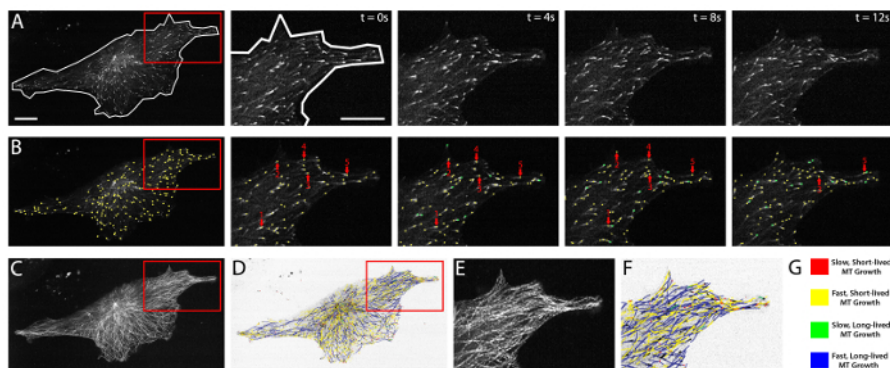 A
t = 0s
t = 4s
t = 8s
t = 12s
B
4
5
4
5
4
5
5
C
D
E
F
G
Slow, Short-lived
MT Growth
Fast, Short-lived
MT Growth
Slow, Long-lived
MT Growth
Fast, Long-lived
MT Growth